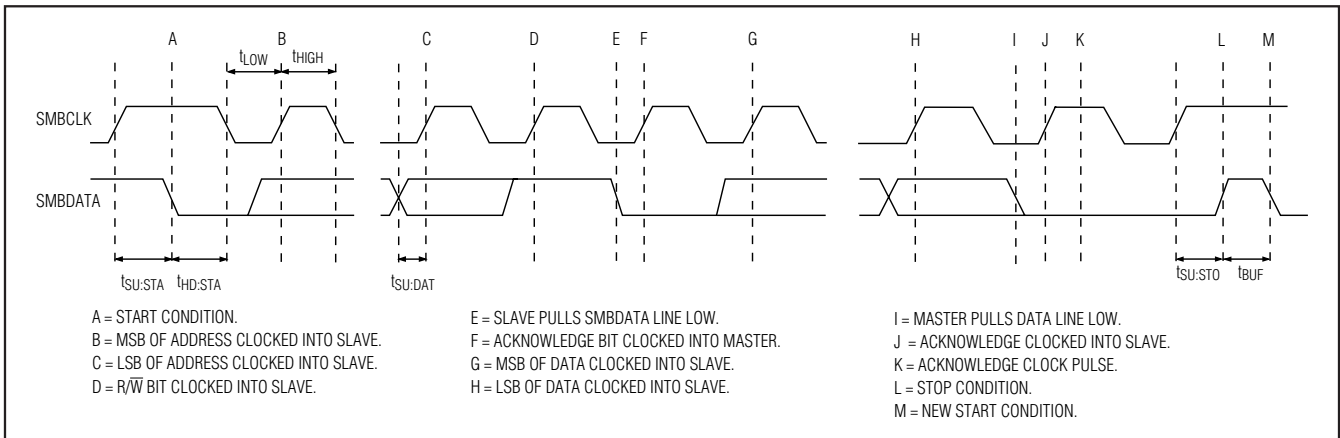 A B C D E F G H I J K L M
tLOW tHIGH
SMBCLK
SMBDATA
tSU:STA tHD:STA tSU:DAT tSU:STO tBUF
A = START CONDITION.
B = MSB OF ADDRESS CLOCKED INTO SLAVE.
C = LSB OF ADDRESS CLOCKED INTO SLAVE.
D = R/W̅ BIT CLOCKED INTO SLAVE.
E = SLAVE PULLS SMBDATA LINE LOW.
F = ACKNOWLEDGE BIT CLOCKED INTO MASTER.
G = MSB OF DATA CLOCKED INTO SLAVE.
H = LSB OF DATA CLOCKED INTO SLAVE.
I = MASTER PULLS DATA LINE LOW.
J = ACKNOWLEDGE CLOCKED INTO SLAVE.
K = ACKNOWLEDGE CLOCK PULSE.
L = STOP CONDITION.
M = NEW START CONDITION.